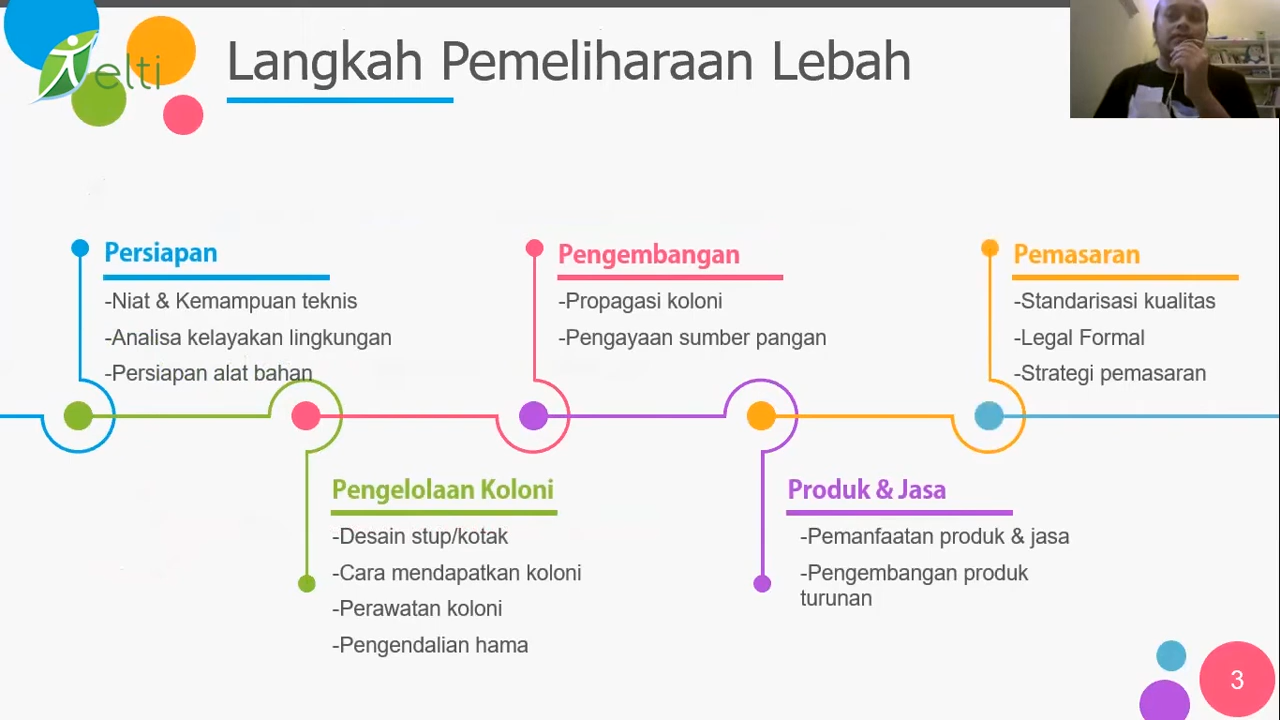 elti
Langkah Pemeliharaan Lebah
Persiapan
-Niat & Kemampuan teknis
-Analisa kelayakan lingkungan
-Persiapan alat bahan
Pengelolaan Koloni
-Desain stup/kotak
-Cara mendapatkan koloni
-Perawatan koloni
-Pengendalian hama
Pengembangan
-Propagasi koloni
-Pengayaan sumber pangan
Produk & Jasa
-Pemanfaatan produk & jasa
-Pengembangan produk
turunan
Pemasaran
-Standarisasi kualitas
-Legal Formal
-Strategi pemasaran
3